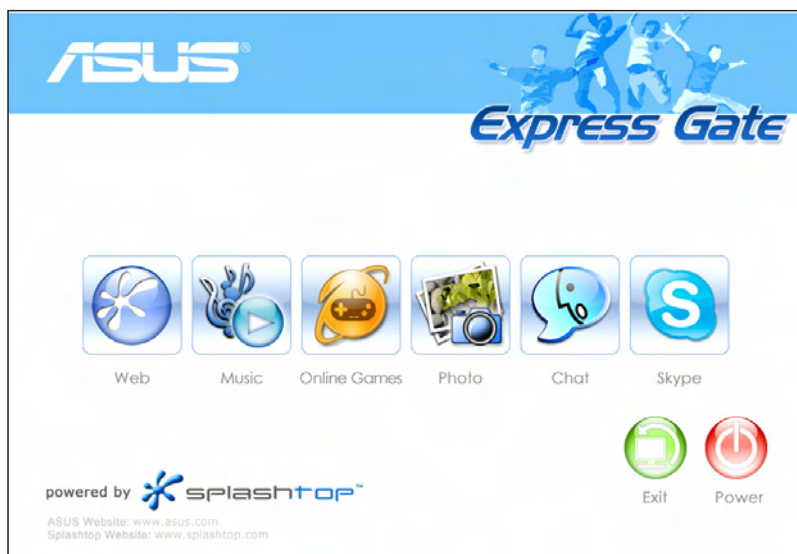 ASUS®
Express Gate
Web Music Online Games Photo Chat Skype
Exit Power
powered by splashtop™
ASUS Website: www.asus.com
Splashtop Website: www.splashtop.com